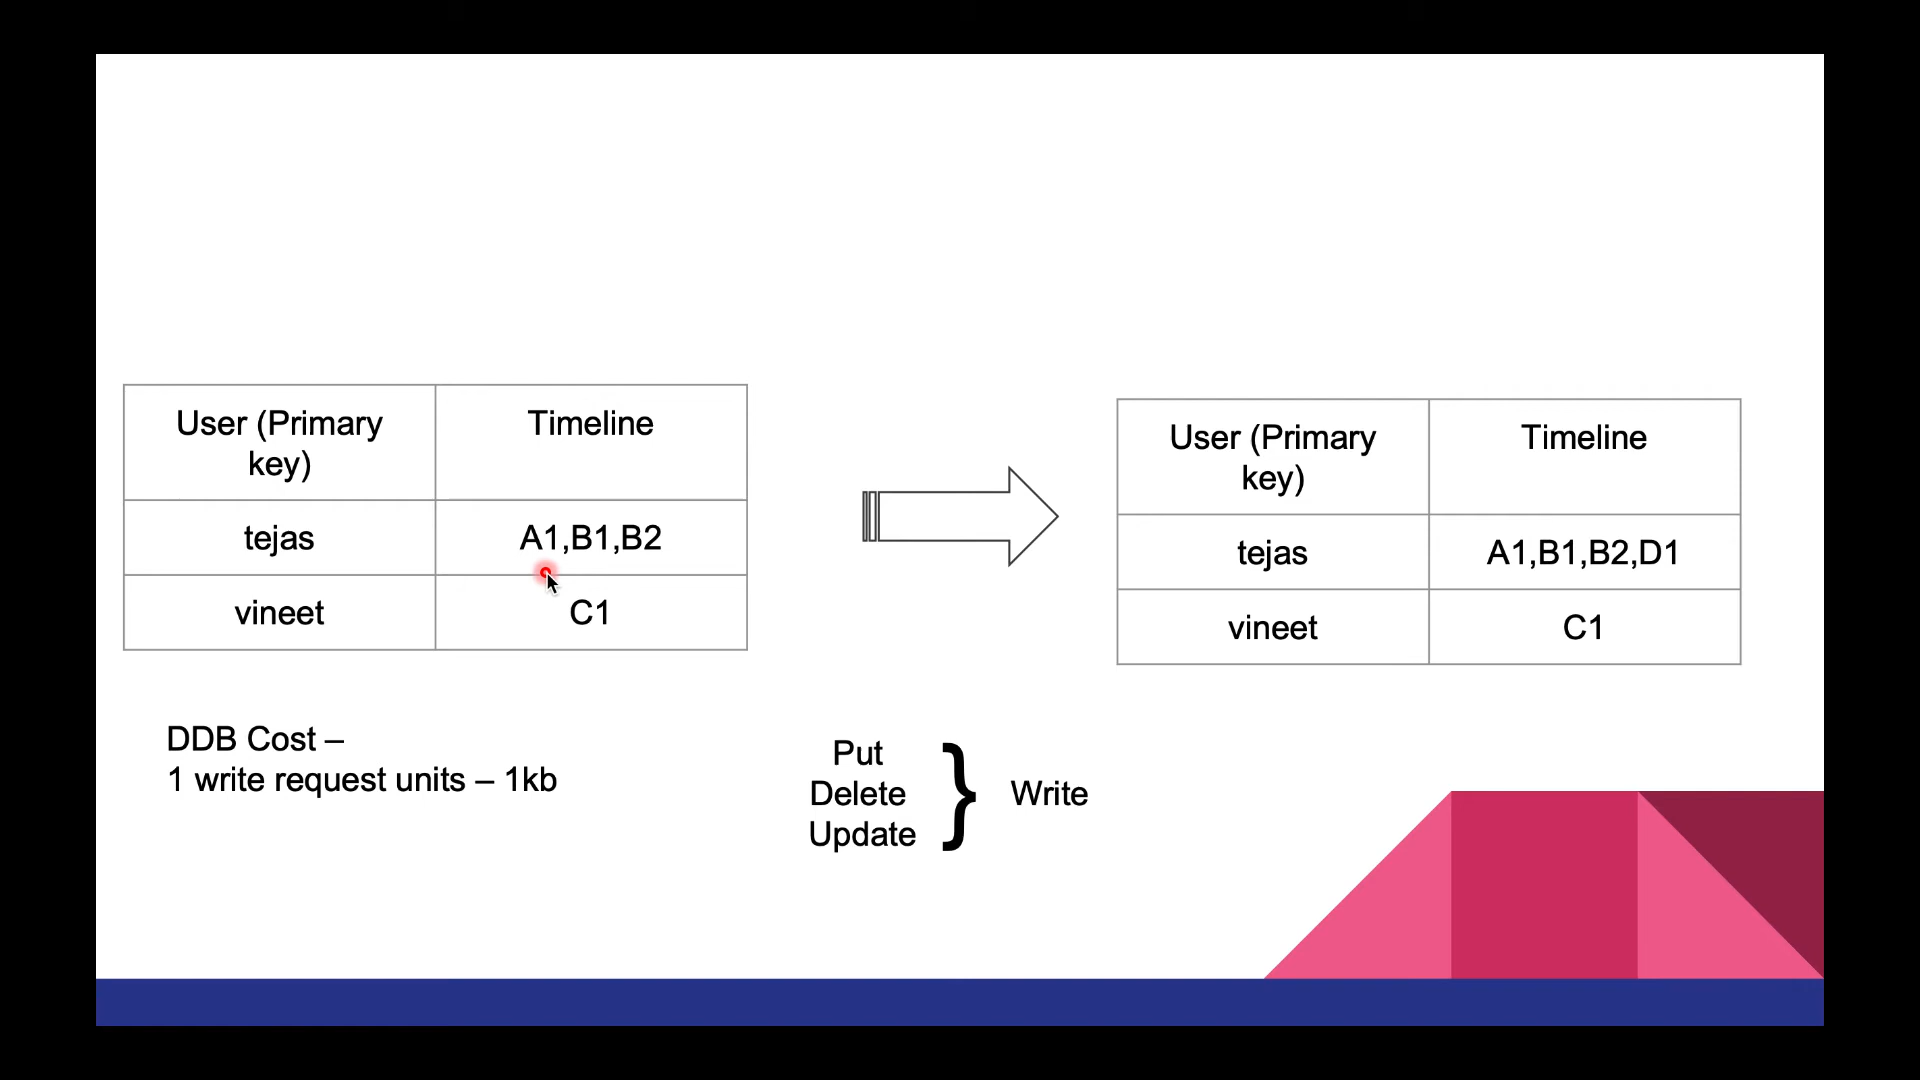 User (Primary
key)
Timeline
tejas
A1,B1,B2
vineet
C1
User (Primary
key)
Timeline
tejas
A1,B1,B2,D1
vineet
C1
DDB Cost –
1 write request units – 1kb
Put
Delete
Update
}
Write